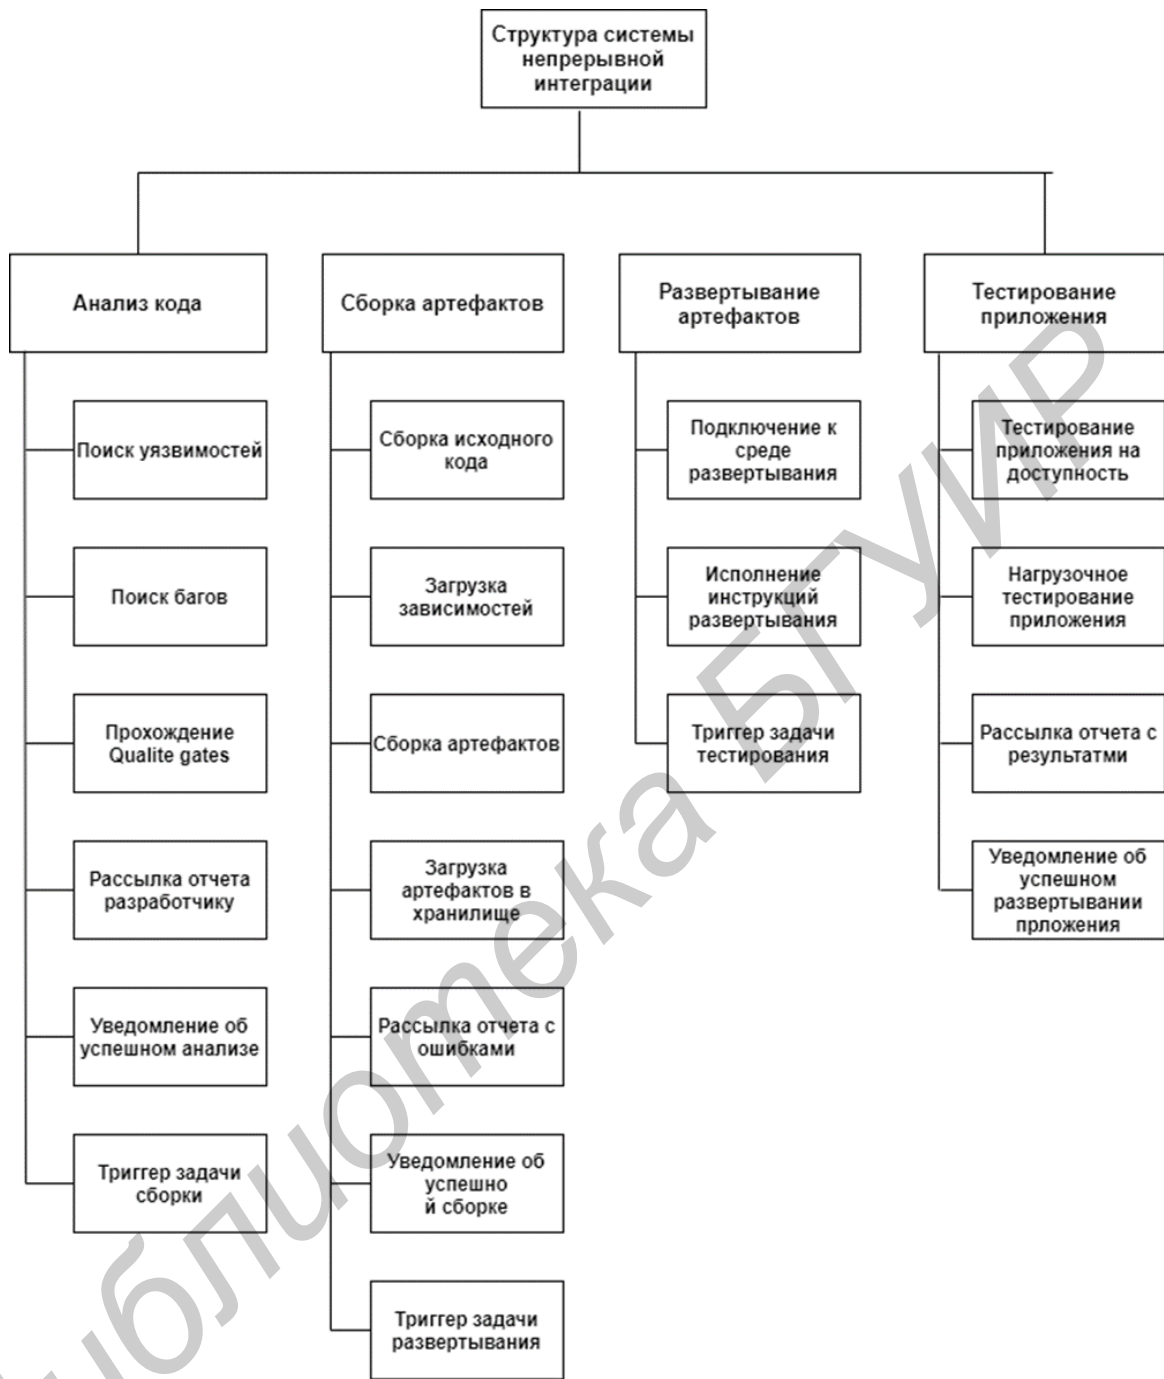 Структура системы
непрерывной
интеграции
Анализ кода
Поиск уязвимостей
Поиск багов
Прохождение
Qualite gates
Рассылка отчета
разработчику
Уведомление об
успешном анализе
Триггер задачи
сборки
Сборка артефактов
Сборка исходного
кода
Загрузка
зависимостей
Сборка артефактов
Загрузка
артефактов в
хранилище
Рассылка отчета с
ошибками
Уведомление об
успешно
й сборке
Триггер задачи
развертывания
Развертывание
артефактов
Подключение к
среде
развертывания
Исполнение
инструкций
развертывания
Триггер задачи
тестирования
Тестирование
приложения
Тестирование
приложения на
доступность
Нагрузочное
тестирование
приложения
Рассылка отчета с
результатми
Уведомление об
успешном
развертывании
прложения
блиотека БГУИР